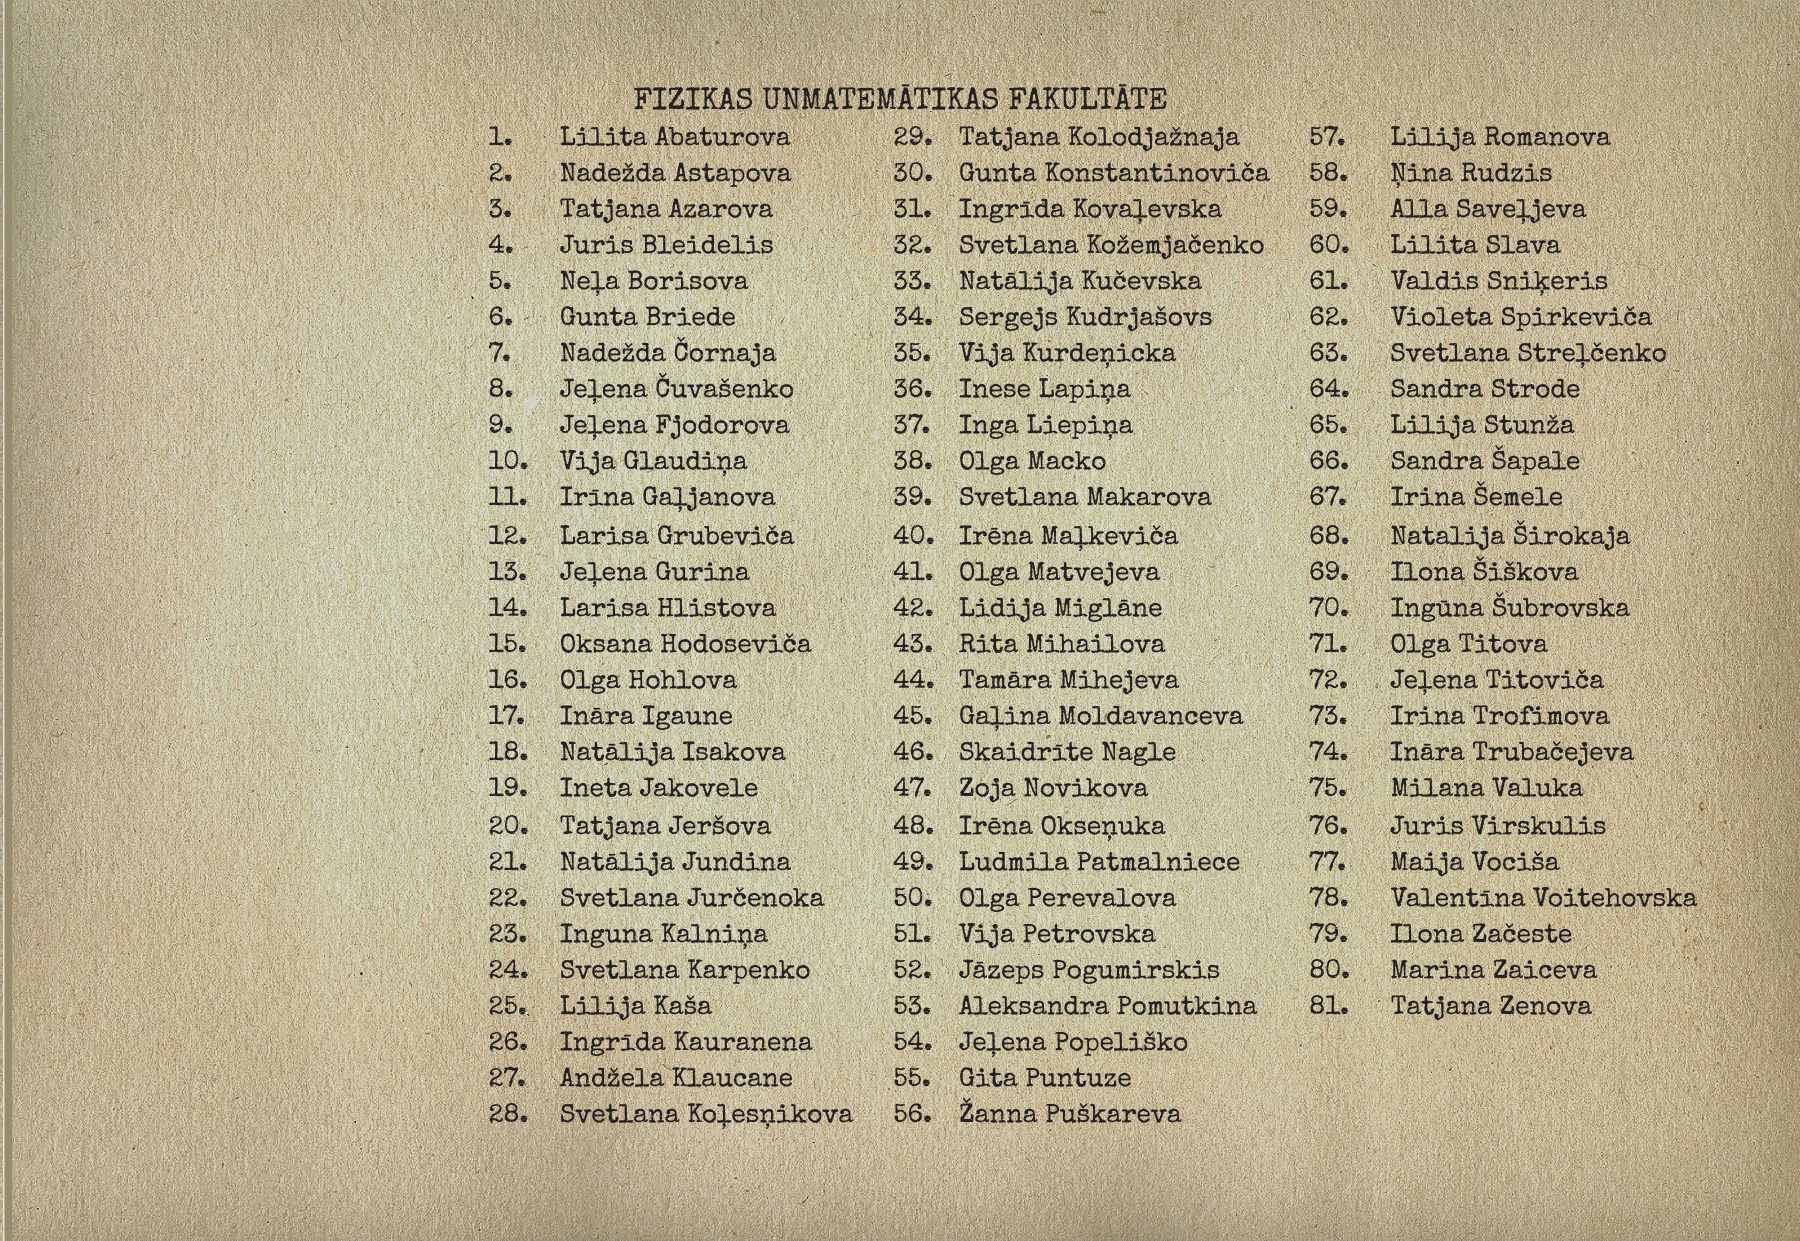 FIZIKAS UNMATEMĀTIKAS FAKULTĀTE
1. Lilita Abaturova
2. Nadežda Astapova
3. Tatjana Azarova
4. Juris Bleidelis
5. Neļa Borisova
6. Gunta Briede
7. Nadežda Čornaja
8. Jeļena Čuvašenko
9. Jeļena Fjodorova
10. Vija Glaudiņa
11. Irīna Gaļjanova
12. Larisa Grubeviča
13. Jeļena Gurina
14. Larisa Hlistova
15. Oksana Hodoseviča
16. Olga Hohlova
17. Ināra Igaune
18. Natālija Isakova
19. Ineta Jakovele
20. Tatjana Jeršova
21. Natālija Jundina
22. Svetlana Jurčenoka
23. Inguna Kalniņa
24. Svetlana Karpenko
25. Lilija Kaša
26. Ingrīda Kauranena
27. Andžela Klaucane
28. Svetlana Koļesņikova
29. Tatjana Kolodjažnaja
30. Gunta Konstantinoviča
31. Ingrīda Kovaļevska
32. Svetlana Kožemjačenko
33. Natālija Kučevska
34. Sergejs Kudrjašovs
35. Vija Kurdeņicka
36. Inese Lapiņa
37. Inga Liepiņa
38. Olga Macko
39. Svetlana Makarova
40. Irēna Maļkeviča
41. Olga Matvejeva
42. Lidija Miglāne
43. Rita Mihailova
44. Tamāra Mihejeva
45. Gaļina Moldavanceva
46. Skaidrīte Nagle
47. Zoja Novikova
48. Irēna Okseņuka
49. Ludmila Patmalniece
50. Olga Perevalova
51. Vija Petrovska
52. Jāzeps Pogumirskis
53. Aleksandra Pomutkina
54. Jeļena Popeliško
55. Gita Puntuze
56. Žanna Puškareva
57. Lilija Romanova
58. Ņina Rudzis
59. Alla Saveļjeva
60. Lilita Slava
61. Valdis Sniķeris
62. Violeta Spirkeviča
63. Svetlana Streļčenko
64. Sandra Strode
65. Lilija Stunža
66. Sandra Šapale
67. Irina Šemele
68. Natalija Širokaja
69. Ilona Šiškova
70. Ingūna Šubrovska
71. Olga Titova
72. Jeļena Titoviča
73. Irina Trofimova
74. Ināra Trubačejeva
75. Milana Valuka
76. Juris Virskulis
77. Maija Vociša
78. Valentīna Voitehovska
79. Ilona Začeste
80. Marina Zaiceva
81. Tatjana Zenova